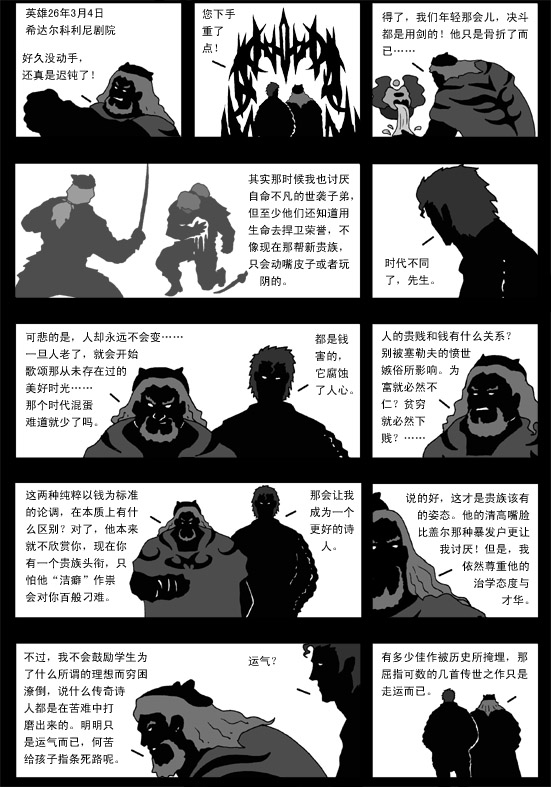 英雄26年3月4日
希达尔科利尼剧院
好久没动手，
还真是迟钝了！
您下手
重了
点！
得了，我们年轻那会儿，决斗
都是用剑的！他只是骨折了而
已……
其实那时候我也讨厌
自命不凡的世袭子弟，
但至少他们还知道用
生命去捍卫荣誉，不
像现在那帮新贵族，
只会动嘴皮子或者玩
阴的。
时代不同
了，先生。
可悲的是，人却永远不会变……
一旦人老了，就会开始
歌颂那从未存在过的
美好时光……
那个时代混蛋
难道就少了吗。
都是钱
害的，
它腐蚀
了人心。
人的贵贱和钱有什么关系？
别被塞勒夫的愤世
嫉俗所影响。为
富就必然不
仁？贫穷
就必然下
贱？……
这两种纯粹以钱为标准
的论调，在本质上有什
么区别？对了，他本来
就不欣赏你，现在你
有一个贵族头衔，只
怕他“洁癖”作祟
会对你百般刁难。
那会让我
成为一个
更好的诗
人。
说的好，这才是贵族该有
的姿态。他的清高嘴脸
比盖尔那种暴发户更让
我讨厌！但是，我
依然尊重他的
治学态度与
才华。
不过，我不会鼓励学生为
了什么所谓的理想而穷困
潦倒，说什么传奇诗
人都是在苦难中打
磨出来的。明明只
是运气而已，何苦
给孩子指条死路呢。
运气？
有多少佳作被历史所掩埋，那
屈指可数的几首传世之作只是
走运而已。